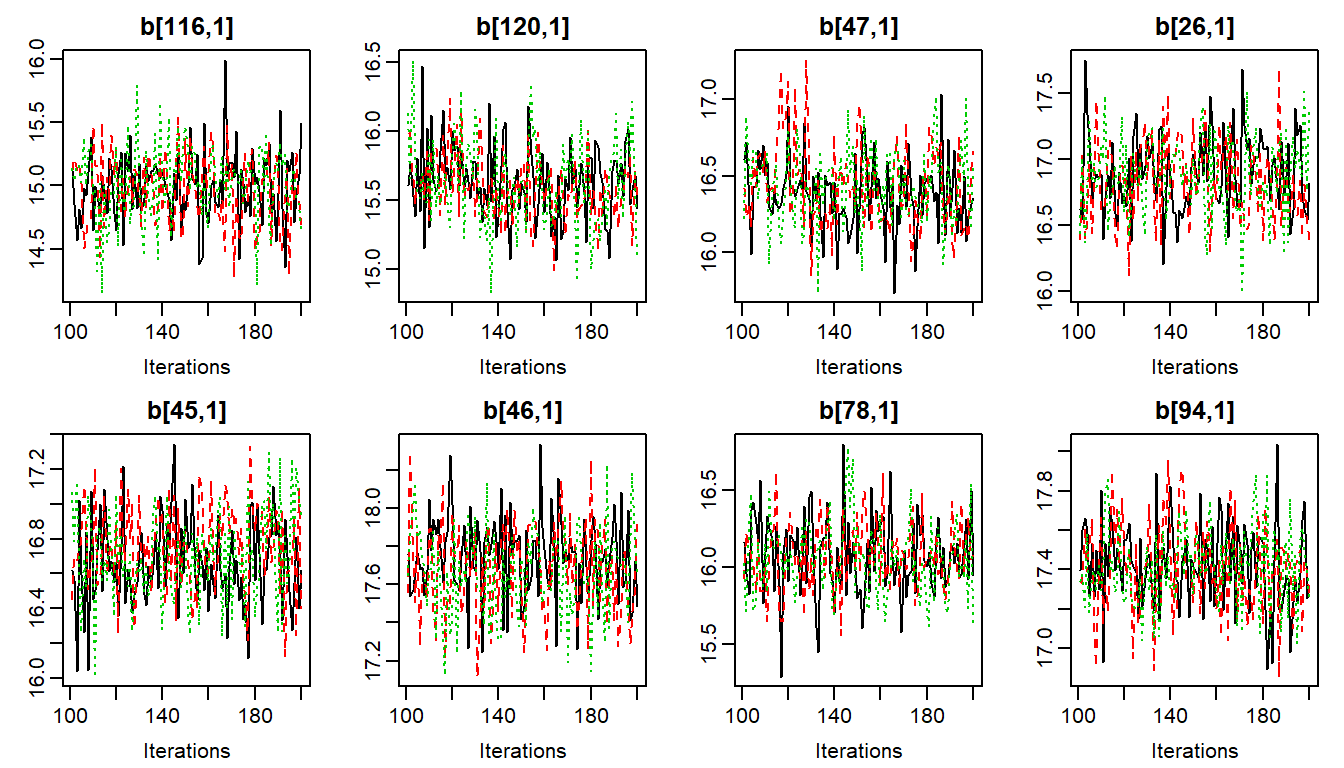 b[116,1] b[120,1] b[47,1] b[26,1]
16.0 15.5 15.0 14.5
16.5 16.0 15.5 15.0
17.0 16.5 16.0
17.5 17.0 16.5 16.0
100 140 180 100 140 180 100 140 180 100 140 180
Iterations Iterations Iterations Iterations
b[45,1] b[46,1] b[78,1] b[94,1]
17.2 16.8 16.4 16.0
18.0 17.6 17.2
16.5 16.0 15.5
17.8 17.4 17.0
100 140 180 100 140 180 100 140 180 100 140 180
Iterations Iterations Iterations Iterations